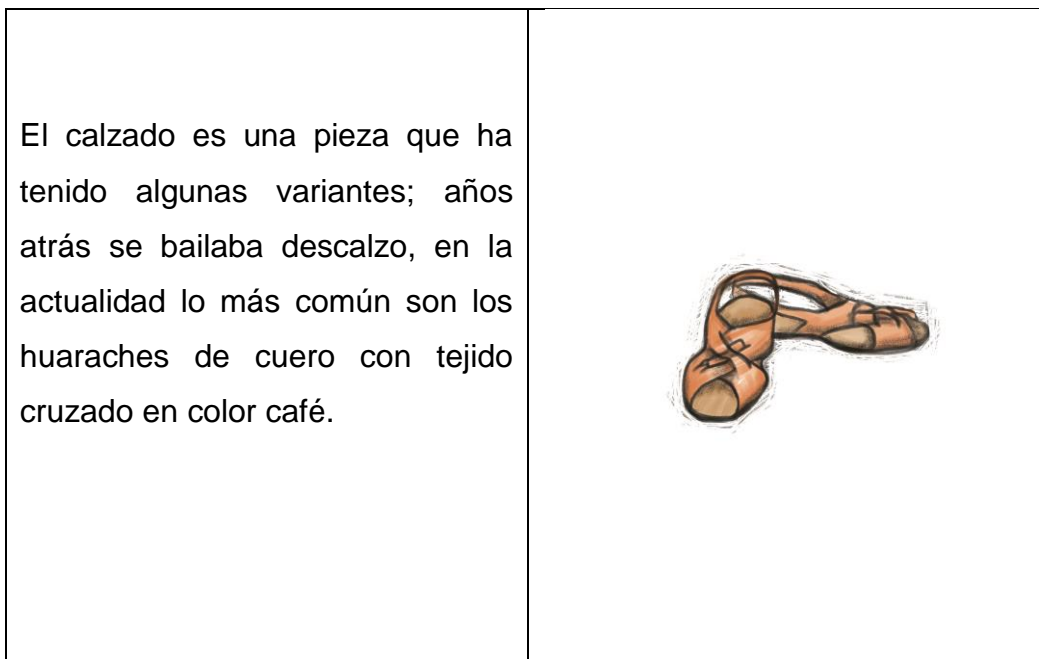 El calzado es una pieza que ha
tenido algunas variantes; años
atrás se bailaba descalzo, en la
actualidad lo más común son los
huaraches de cuero con tejido
cruzado en color café.